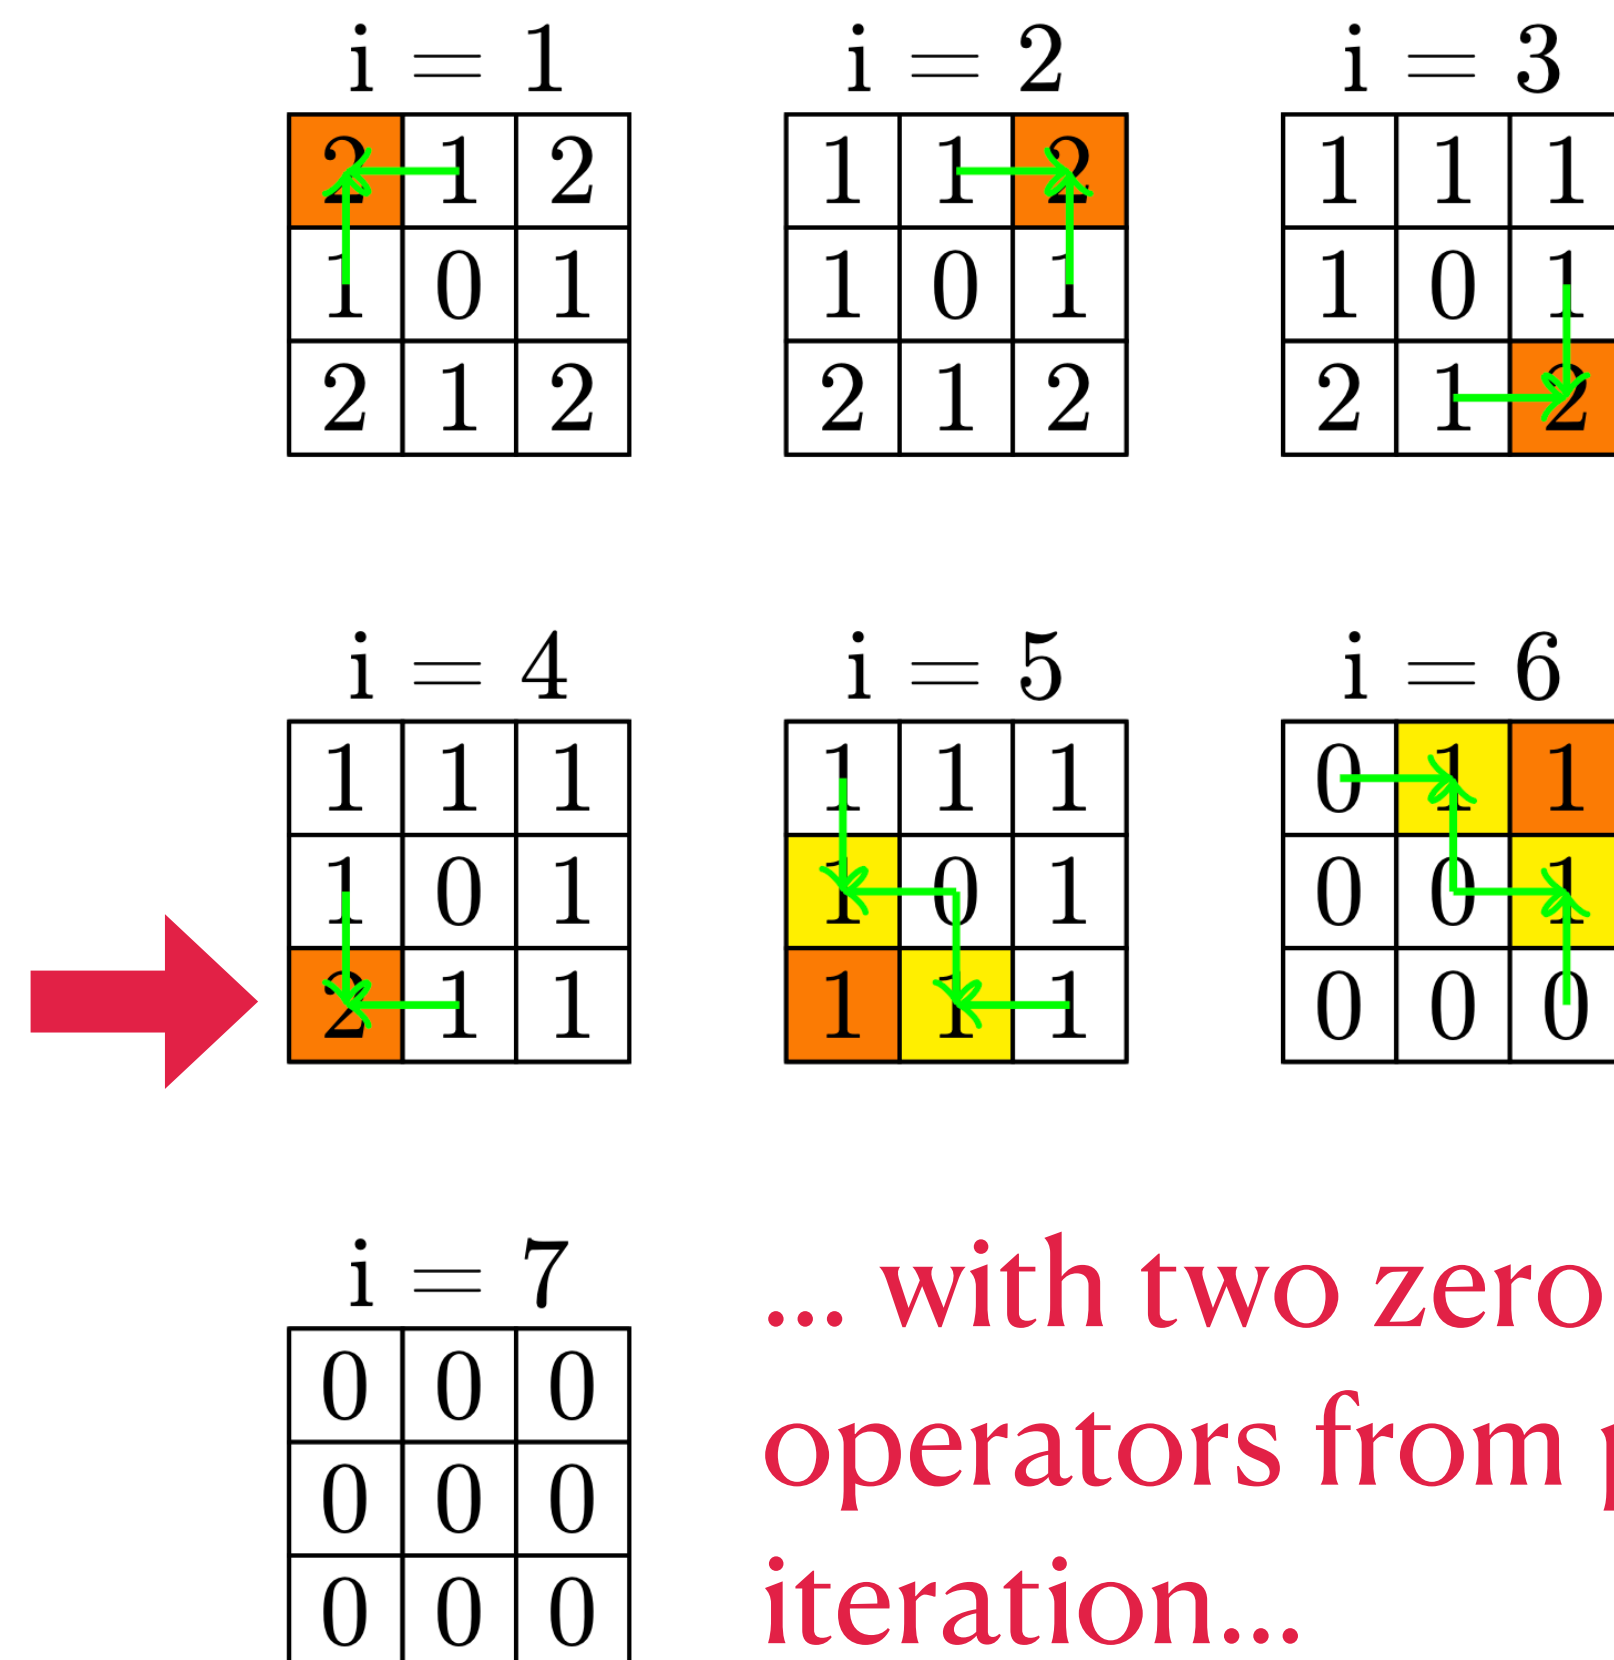 i = 1 i = 2 i = 3
2 1 2 1 1 2 1 1 1
1 0 1 1 0 1 1 0 1
2 1 2 2 1 2 2 1 2
i = 4 i = 5 i = 6
1 1 1 1 1 1 0 1 1
1 0 1 1 0 1 0 0 1
2 1 1 1 1 1 0 0 0
i = 7
0 0 0
0 0 0
0 0 0
... with two zero
operators from
iteration...